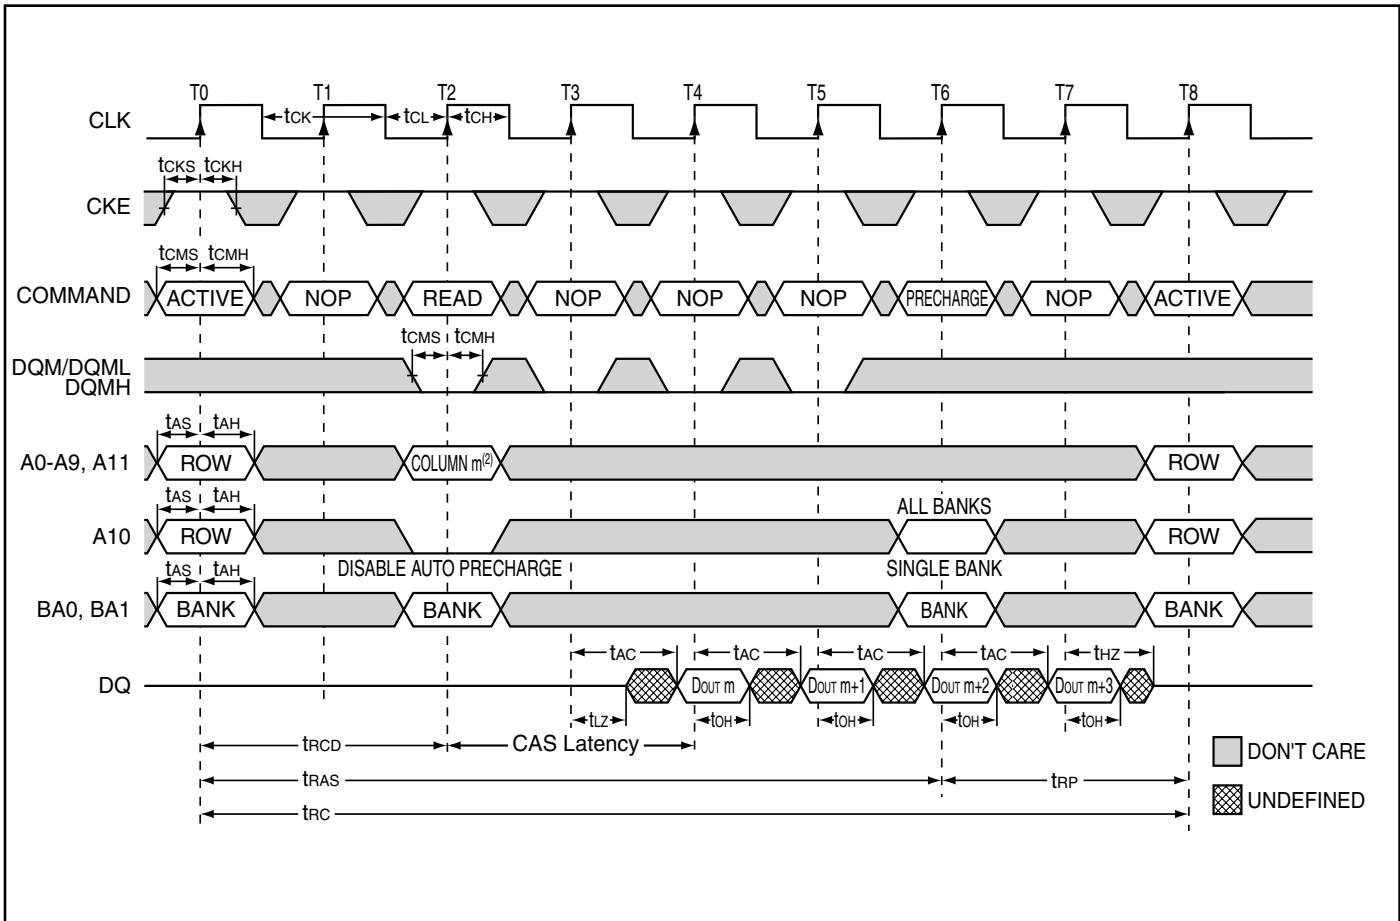 T0 T1 T2 T3 T4 T5 T6 T7 T8
CLK tCK tCL tCH
tCKS tCKH
CKE
tCMS tCMH
COMMAND ACTIVE NOP READ NOP NOP NOP PRECHARGE NOP ACTIVE
tCMS tCMH
DQM/DQML
DQMH
tAS tAH
A0-A9, A11 ROW COLUMN m(2) ROW
tAS tAH ALL BANKS
A10 ROW ROW
DISABLE AUTO PRECHARGE SINGLE BANK
tAS tAH
BA0, BA1 BANK BANK BANK BANK
tAC tAC tAC tAC tHZ
DQ DOUT m DOUT m+1 DOUT m+2 DOUT m+3
tLZ tOH tOH tOH tOH
tRCD CAS Latency
DON'T CARE
tRAS tRP
UNDEFINED
tRC